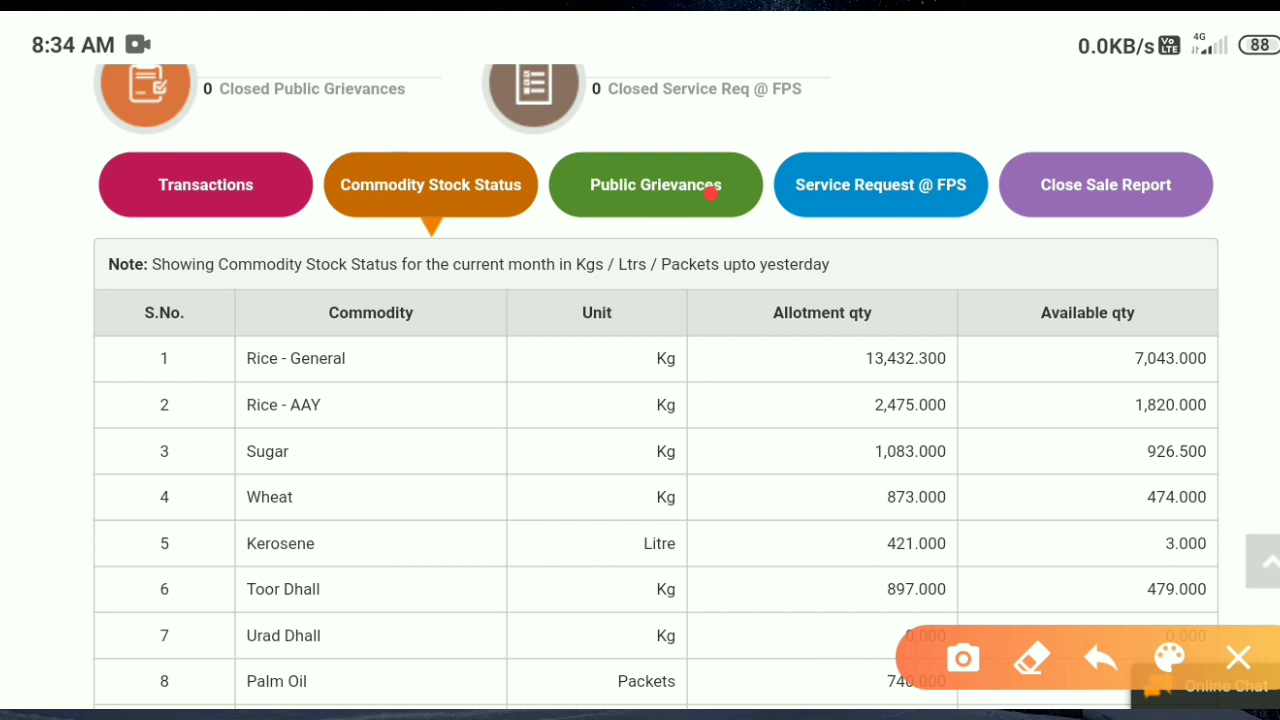 8:34 AM
0.0KB/s Vo LTE 4G 88
0 Closed Public Grievances
0 Closed Service Req @ FPS
Transactions
Commodity Stock Status
Public Grievances
Service Request @ FPS
Close Sale Report
Note: Showing Commodity Stock Status for the current month in Kgs / Ltrs / Packets upto yesterday
S.No. Commodity Unit Allotment qty Available qty
1 Rice - General Kg 13,432.300 7,043.000
2 Rice - AAY Kg 2,475.000 1,820.000
3 Sugar Kg 1,083.000 926.500
4 Wheat Kg 873.000 474.000
5 Kerosene Litre 421.000 3.000
6 Toor Dhall Kg 897.000 479.000
7 Urad Dhall Kg 0.000 0.000
8 Palm Oil Packets 740.000
Online Chat